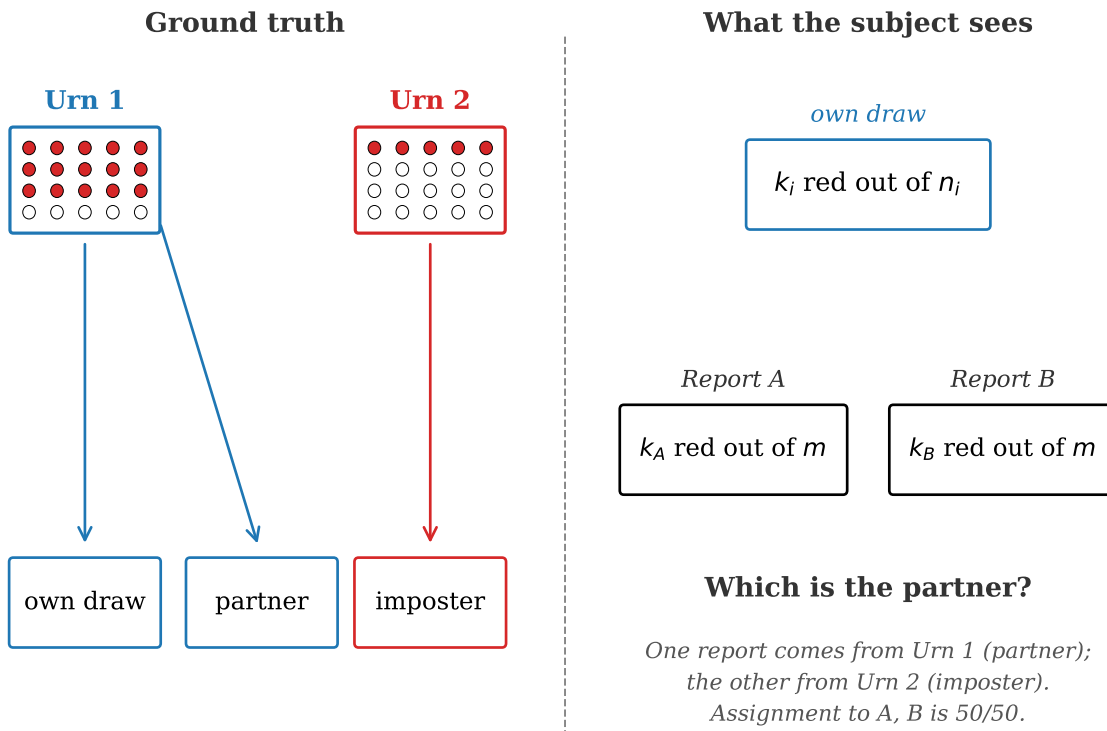 Ground truth
Urn 1
Urn 2
own draw
partner
imposter
What the subject sees
own draw
kᵢ red out of nᵢ
Report A
Report B
k_A red out of m
k_B red out of m
Which is the partner?
One report comes from Urn 1 (partner);
the other from Urn 2 (imposter).
Assignment to A, B is 50/50.